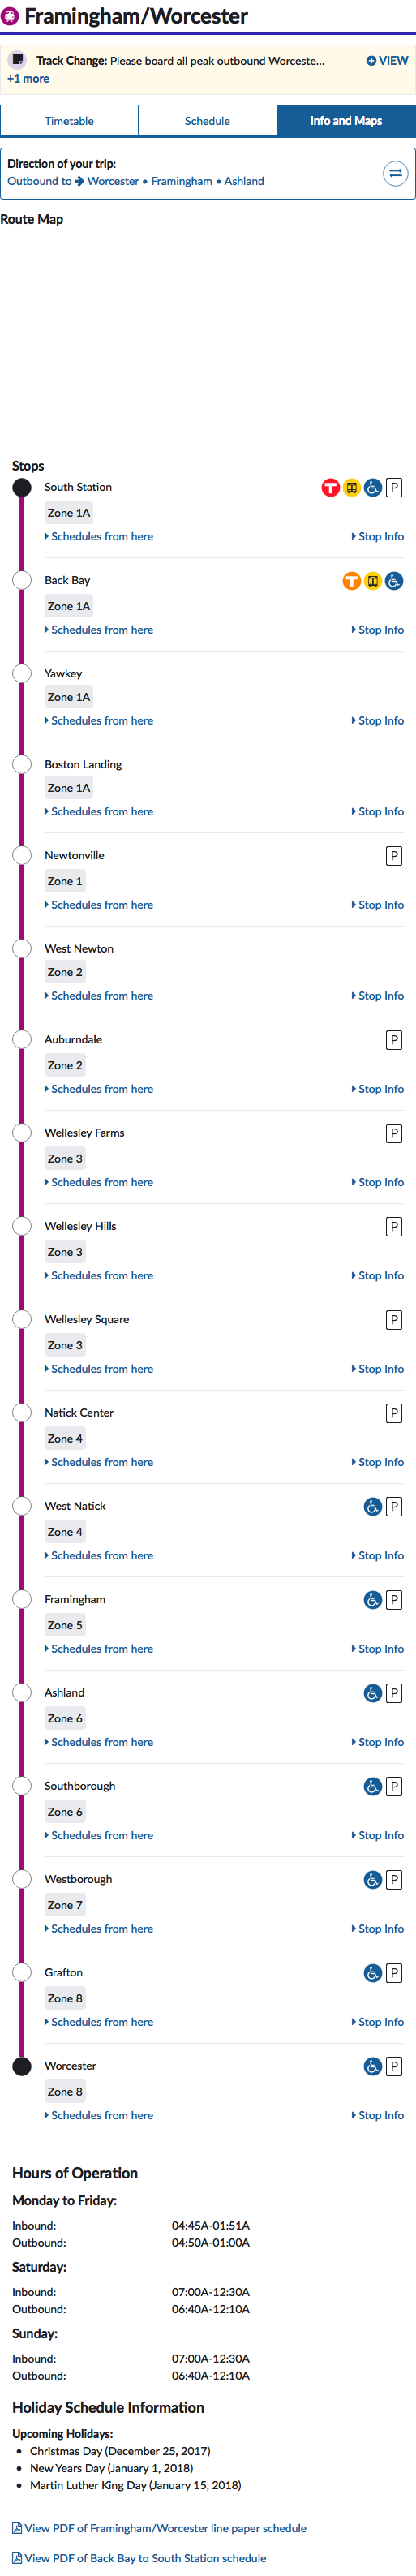 Framingham/Worcester
Track Change: Please board all peak outbound Worceste... VIEW
+1 more
Timetable Schedule Info and Maps
Direction of your trip:
Outbound to → Worcester • Framingham • Ashland
Route Map
Stops
South Station T P
Zone 1A
Schedules from here Stop Info
Back Bay T
Zone 1A
Schedules from here Stop Info
Yawkey
Zone 1A
Schedules from here Stop Info
Boston Landing
Zone 1A
Schedules from here Stop Info
Newtonville P
Zone 1
Schedules from here Stop Info
West Newton
Zone 2
Schedules from here Stop Info
Auburndale P
Zone 2
Schedules from here Stop Info
Wellesley Farms P
Zone 3
Schedules from here Stop Info
Wellesley Hills P
Zone 3
Schedules from here Stop Info
Wellesley Square P
Zone 3
Schedules from here Stop Info
Natick Center P
Zone 4
Schedules from here Stop Info
West Natick P
Zone 4
Schedules from here Stop Info
Framingham P
Zone 5
Schedules from here Stop Info
Ashland P
Zone 6
Schedules from here Stop Info
Southborough P
Zone 6
Schedules from here Stop Info
Westborough P
Zone 7
Schedules from here Stop Info
Grafton P
Zone 8
Schedules from here Stop Info
Worcester P
Zone 8
Schedules from here Stop Info
Hours of Operation
Monday to Friday:
Inbound: 04:45A-01:51A
Outbound: 04:50A-01:00A
Saturday:
Inbound: 07:00A-12:30A
Outbound: 06:40A-12:10A
Sunday:
Inbound: 07:00A-12:30A
Outbound: 06:40A-12:10A
Holiday Schedule Information
Upcoming Holidays:
• Christmas Day (December 25, 2017)
• New Years Day (January 1, 2018)
• Martin Luther King Day (January 15, 2018)
View PDF of Framingham/Worcester line paper schedule
View PDF of Back Bay to South Station schedule